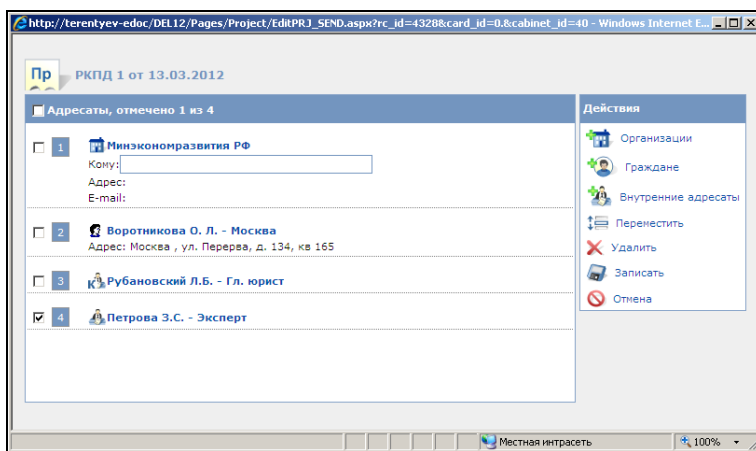 http://terentyev-edoc/DEL12/Pages/Project/EditPRJ_SEND.aspx?rc_id=4328&card_id=0.&cabinet_id=40 - Windows Internet E...
Пр
РКПД 1 от 13.03.2012
Адресаты, отмечено 1 из 4
1
Минэкономразвития РФ
Кому:
Адрес:
E-mail:
2
Воротникова О. Л. - Москва
Адрес: Москва , ул. Перерва, д. 134, кв 165
3
К Рубановский Л.Б. - Гл. юрист
4
Петрова З.С. - Эксперт
Действия
Организации
Граждане
Внутренние адресаты
Переместить
Удалить
Записать
Отмена
Местная интрасеть
100%